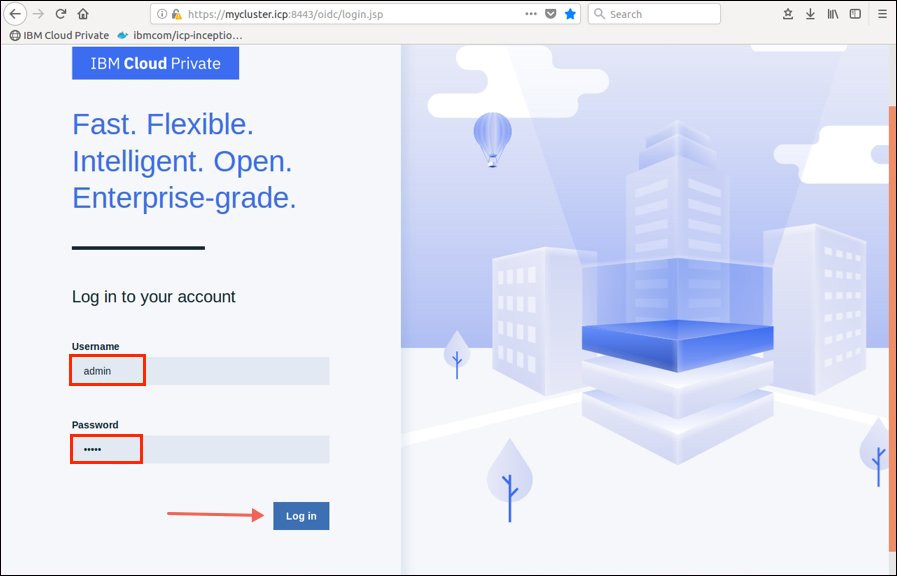 https://mycluster.icp:8443/oidc/login.jsp
Search
IBM Cloud Private
ibmcom/icp-inceptio…
IBM Cloud Private
Fast. Flexible.
Intelligent. Open.
Enterprise-grade.
Log in to your account
Username
admin
Password
•••••
Log in